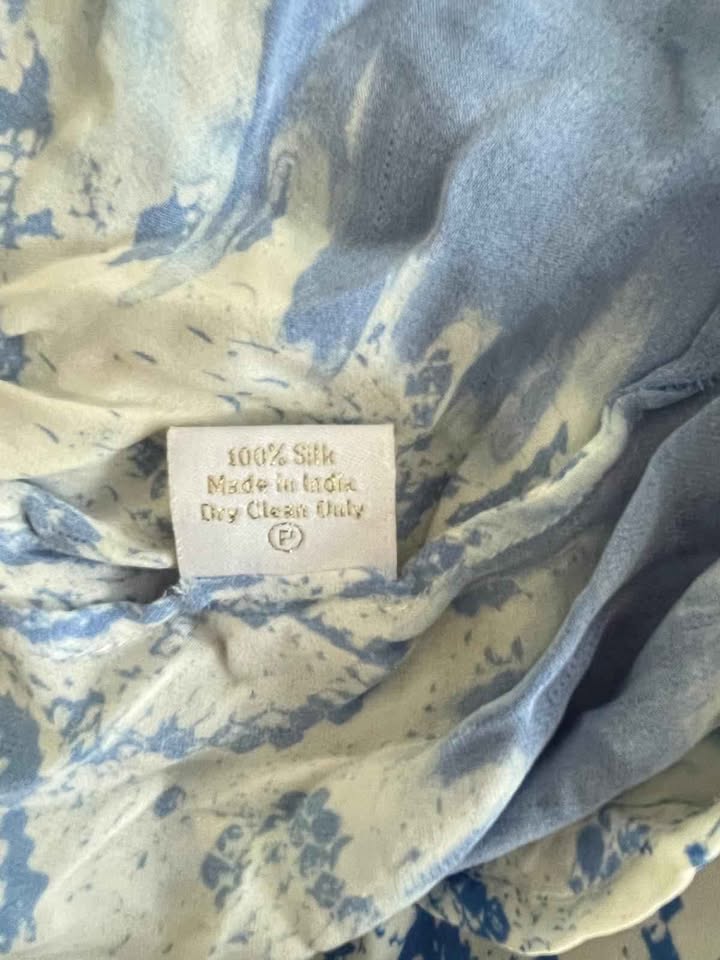 100% Silk
Made in India
Dry Clean Only
F